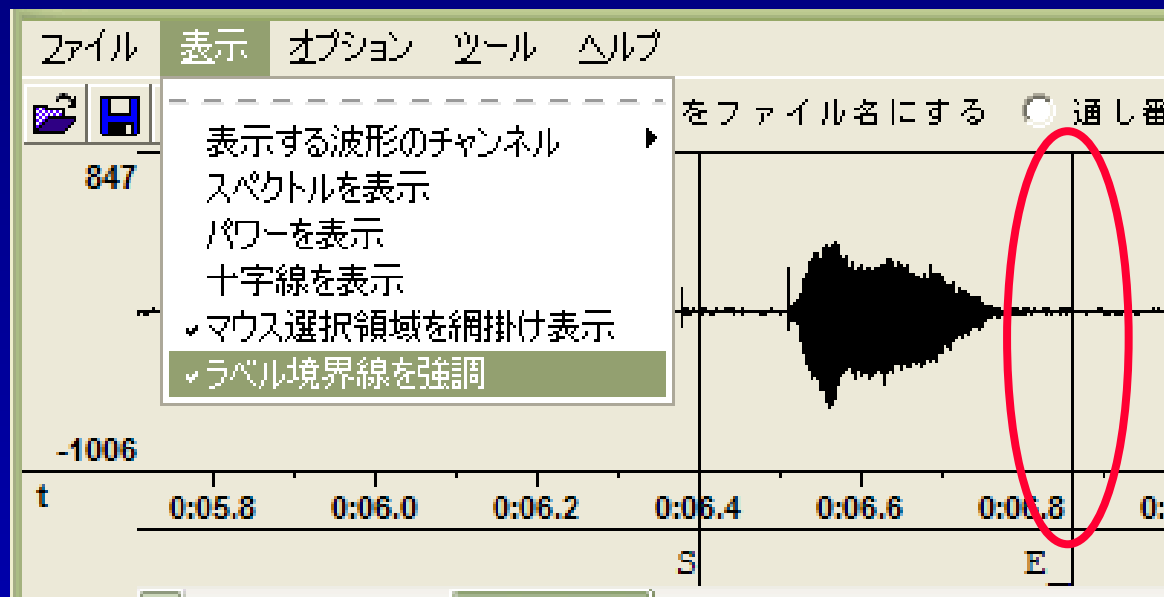 ファイル 表示 オプション ツール ヘルプ
をファイル名にする 通し番
表示する波形のチャンネル
スペクトルを表示
パワーを表示
十字線を表示
マウス選択領域を網掛け表示
ラベル境界線を強調
847
-1006
t 0:05.8 0:06.0 0:06.2 0:06.4 0:06.6 0:06.8 0:
S E_